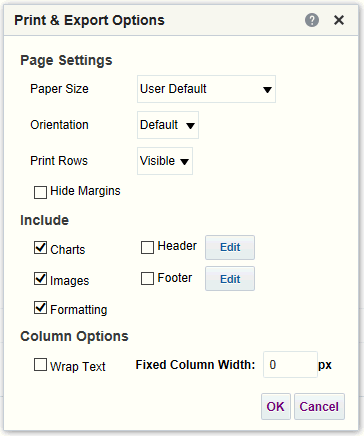 Print & Export Options ? ×
Page Settings
Paper Size User Default
Orientation Default
Print Rows Visible
Hide Margins
Include
Charts Header Edit
Images Footer Edit
Formatting
Column Options
Wrap Text Fixed Column Width: 0 px
OK Cancel